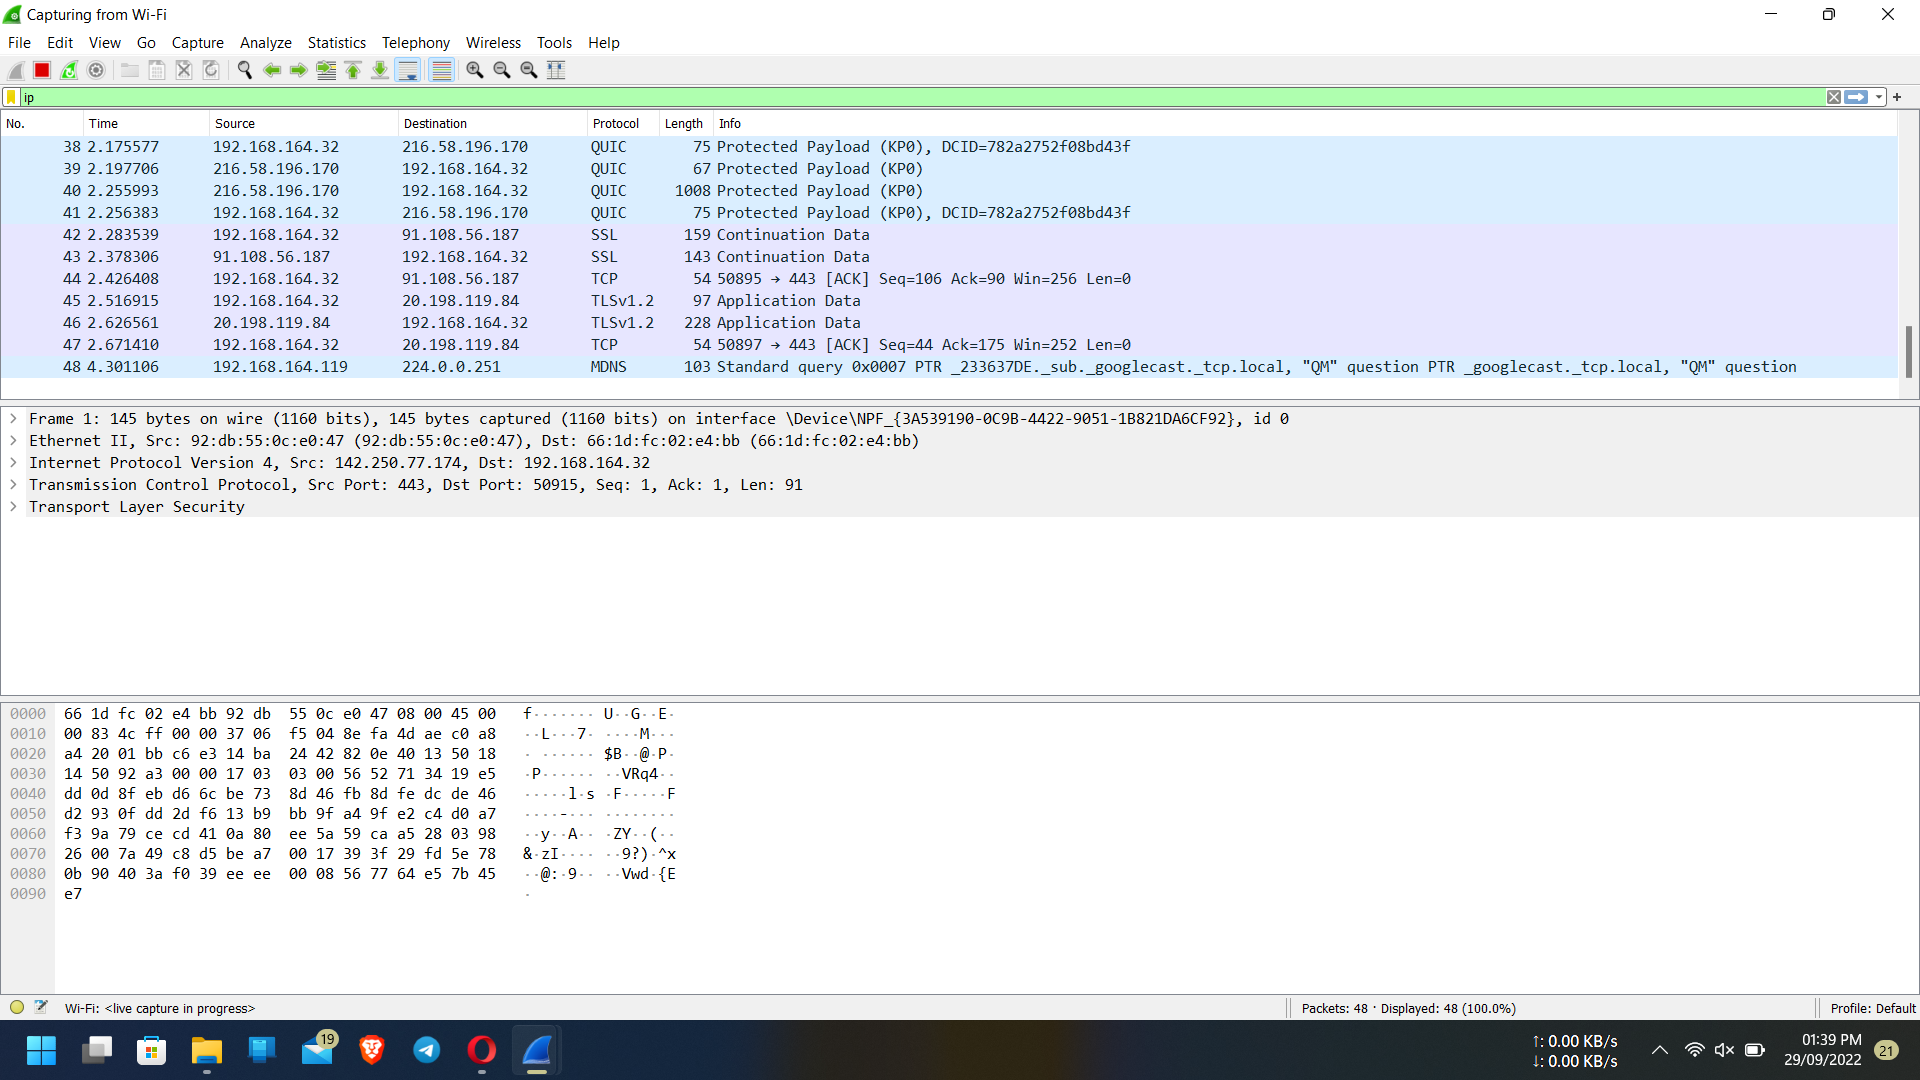 Capturing from Wi-Fi
File Edit View Go Capture Analyze Statistics Telephony Wireless Tools Help
ip
No. Time Source Destination Protocol Length Info
38 2.175577 192.168.164.32 216.58.196.170 QUIC 75 Protected Payload (KP0), DCID=782a2752f08bd43f
39 2.197706 216.58.196.170 192.168.164.32 QUIC 67 Protected Payload (KP0)
40 2.255993 216.58.196.170 192.168.164.32 QUIC 1008 Protected Payload (KP0)
41 2.256383 192.168.164.32 216.58.196.170 QUIC 75 Protected Payload (KP0), DCID=782a2752f08bd43f
42 2.283539 192.168.164.32 91.108.56.187 SSL 159 Continuation Data
43 2.378306 91.108.56.187 192.168.164.32 SSL 143 Continuation Data
44 2.426408 192.168.164.32 91.108.56.187 TCP 54 50895 → 443 [ACK] Seq=106 Ack=90 Win=256 Len=0
45 2.516915 192.168.164.32 20.198.119.84 TLSv1.2 97 Application Data
46 2.626561 20.198.119.84 192.168.164.32 TLSv1.2 228 Application Data
47 2.671410 192.168.164.32 20.198.119.84 TCP 54 50897 → 443 [ACK] Seq=44 Ack=175 Win=252 Len=0
48 4.301106 192.168.164.119 224.0.0.251 MDNS 103 Standard query 0x0007 PTR _233637DE._sub._googlecast._tcp.local, "QM" question PTR _googlecast._tcp.local, "QM" question
Frame 1: 145 bytes on wire (1160 bits), 145 bytes captured (1160 bits) on interface \Device\NPF_{3A539190-0C9B-4422-9051-1B821DA6CF92}, id 0
Ethernet II, Src: 92:db:55:0c:e0:47 (92:db:55:0c:e0:47), Dst: 66:1d:fc:02:e4:bb (66:1d:fc:02:e4:bb)
Internet Protocol Version 4, Src: 142.250.77.174, Dst: 192.168.164.32
Transmission Control Protocol, Src Port: 443, Dst Port: 50915, Seq: 1, Ack: 1, Len: 91
Transport Layer Security
0000 66 1d fc 02 e4 bb 92 db 55 0c e0 47 08 00 45 00 f······· U··G··E·
0010 00 83 4c ff 00 00 37 06 f5 04 8e fa 4d ae c0 a8 ··L···7· ····M···
0020 a4 20 01 bb c6 e3 14 ba 24 42 82 0e 40 13 50 18 · ······ $B··@·P·
0030 14 50 92 a3 00 00 17 03 03 00 56 52 71 34 19 e5 ·P······ ··VRq4··
0040 dd 0d 8f eb d6 6c be 73 8d 46 fb 8d fe dc de 46 ·····l·s ·F·····F
0050 d2 93 0f dd 2d f6 13 b9 bb 9f a4 9f e2 c4 d0 a7 ····-··· ········
0060 f3 9a 79 ce cd 41 0a 80 ee 5a 59 ca a5 28 03 98 ··y··A·· ·ZY··(··
0070 26 00 7a 49 c8 d5 be a7 00 17 39 3f 29 fd 5e 78 &·zI···· ··9?)·^x
0080 0b 90 40 3a f0 39 ee ee 00 08 56 77 64 e5 7b 45 ··@:·9·· ··Vwd·{E
0090 e7 ·
Wi-Fi: <live capture in progress> Packets: 48 · Displayed: 48 (100.0%) Profile: Default
19
↑: 0.00 KB/s
↓: 0.00 KB/s
01:39 PM
29/09/2022
21